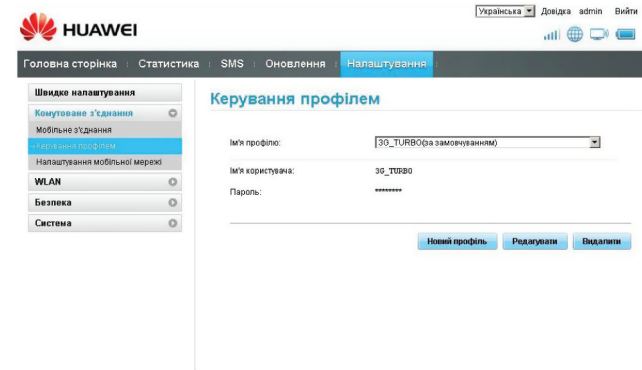 Українська Довідка admin Вийти
HUAWEI
Головна сторінка Статистика SMS Оновлення Налаштування
Швидке налаштування
Комутоване з'єднання
Мобільне з'єднання
Керування профілем
Налаштування мобільної мережі
WLAN
Безпека
Система
Керування профілем
Ім'я профілю: 3G_TURBO(за замовчуванням)
Ім'я користувача: 3G_TURBO
Пароль: ********
Новий профіль Редагувати Видалити